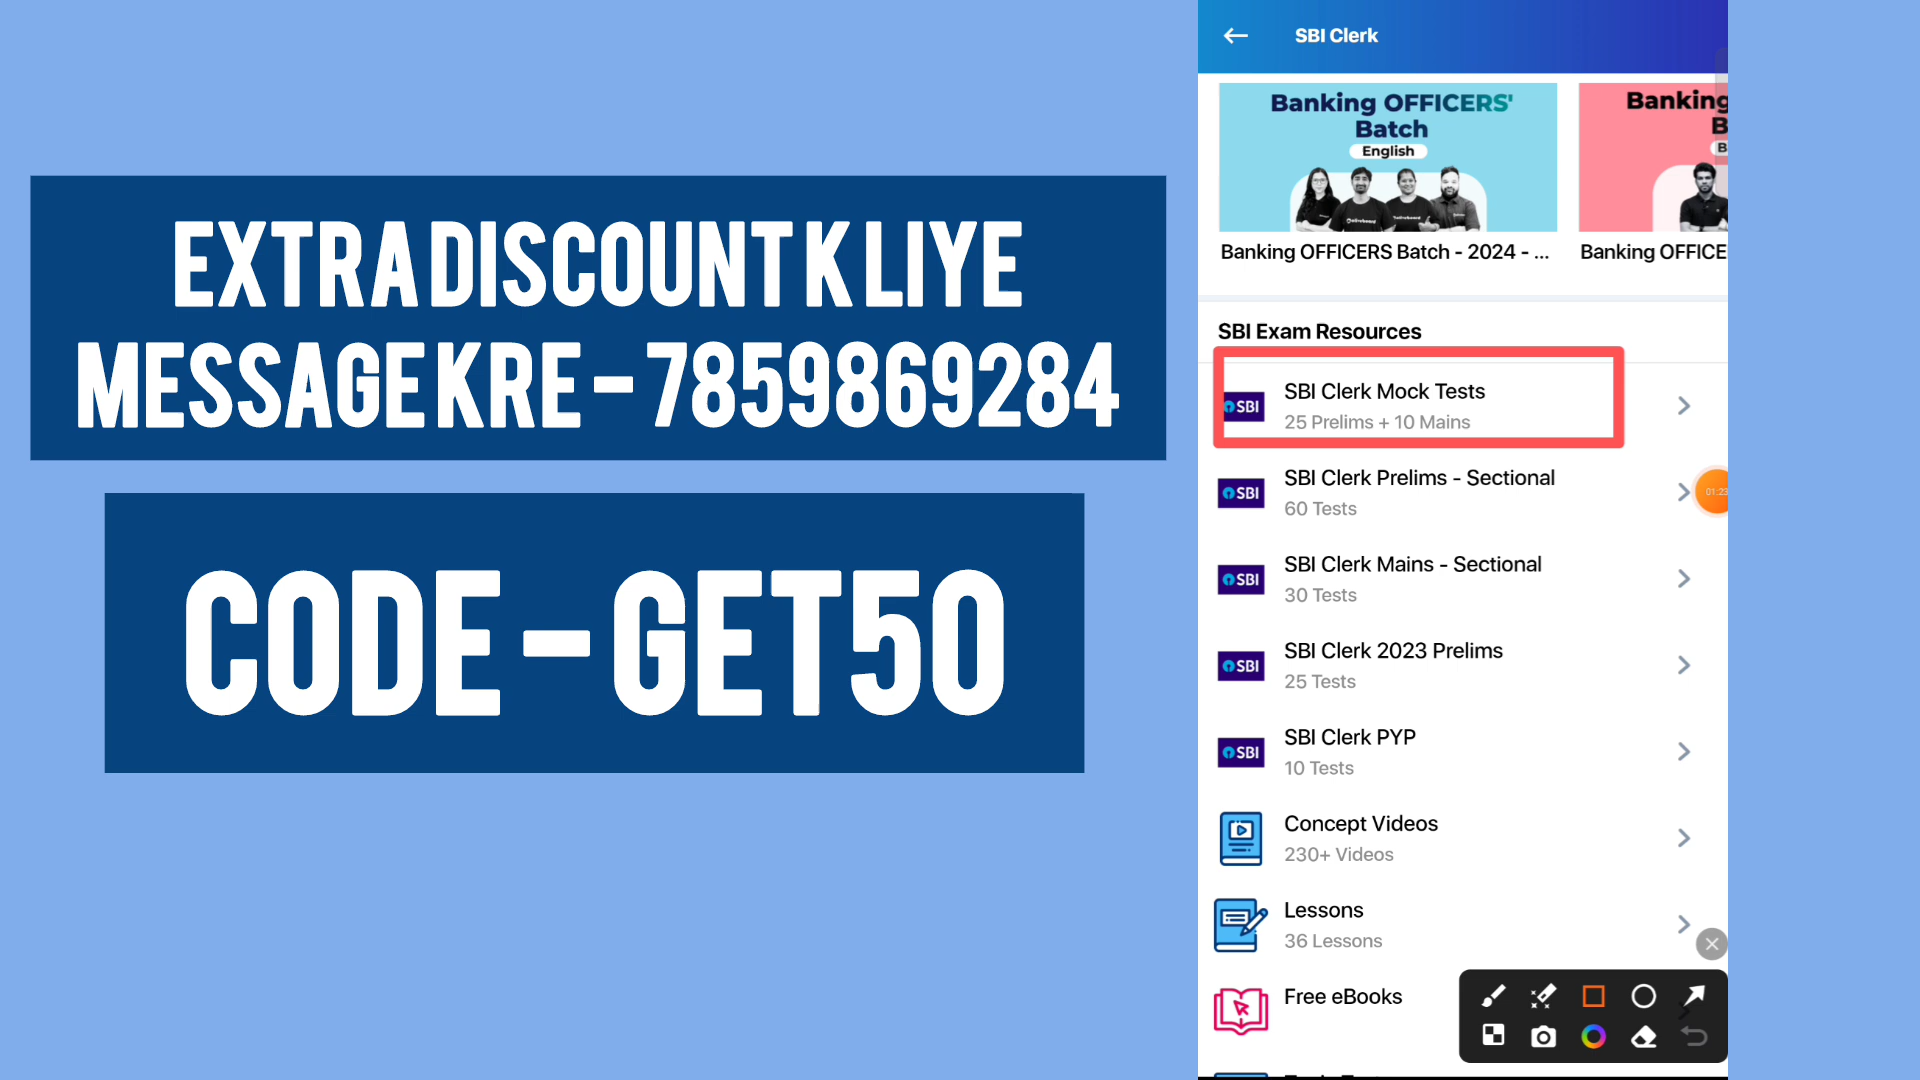 EXTRA DISCOUNT K LIYE
MESSAGE KRE - 7859869284
CODE - GET50
SBI Clerk
Banking OFFICERS'
Batch
English
Banking OFFICERS Batch - 2024 - ...
Banking
Banking OFFICE
SBI Exam Resources
SBI
SBI Clerk Mock Tests
25 Prelims + 10 Mains
SBI
SBI Clerk Prelims - Sectional
60 Tests
01:23
SBI
SBI Clerk Mains - Sectional
30 Tests
SBI
SBI Clerk 2023 Prelims
25 Tests
SBI
SBI Clerk PYP
10 Tests
Concept Videos
230+ Videos
Lessons
36 Lessons
Free eBooks